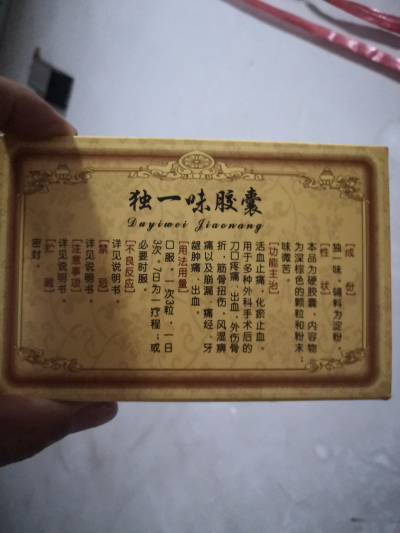 独一味胶囊
Duyiwei Jiaonang
[成份]
独一味,辅料为淀粉。
[性状]
本品为硬胶囊,内容物
为深棕色的颗粒和粉末;
味微苦。
[功能主治]
活血止痛,化瘀止血。
用于多种外科手术后的
刀口疼痛、出血,外伤骨
折,筋骨扭伤,风湿痹
痛以及崩漏、痛经、牙
龈肿痛、出血。
[用法用量]
口服。一次3粒,一日
3次。7日为一疗程;或
必要时服。
[不良反应]
详见说明书。
[禁忌]
详见说明书。
[注意事项]
详见说明书。
[贮藏]
密封。